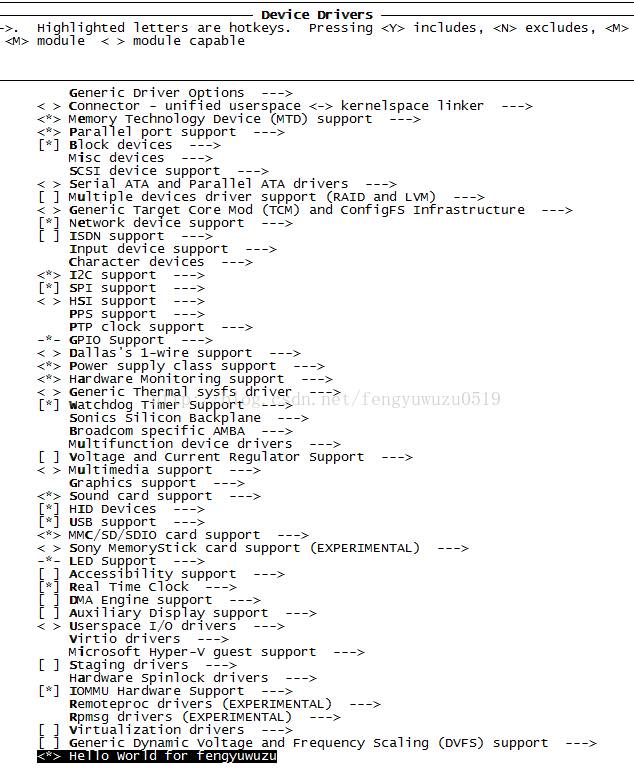 Device Drivers
->.  Highlighted letters are hotkeys.  Pressing <Y> includes, <N> excludes, <M>
<M> module  < > module capable
Generic Driver Options  --->
< > Connector - unified userspace <-> kernelspace linker  --->
<*> Memory Technology Device (MTD) support  --->
<*> Parallel port support  --->
[*] Block devices  --->
Misc devices  --->
SCSI device support  --->
< > Serial ATA and Parallel ATA drivers  --->
[ ] Multiple devices driver support (RAID and LVM)  --->
< > Generic Target Core Mod (TCM) and ConfigFS Infrastructure  --->
[*] Network device support  --->
[ ] ISDN support  --->
Input device support  --->
Character devices  --->
<*> I2C support  --->
[*] SPI support  --->
< > HSI support  --->
PPS support  --->
PTP clock support  --->
-*- GPIO Support  --->
< > Dallas's 1-wire support  --->
<*> Power supply class support  --->
<*> Hardware Monitoring support  --->
< > Generic Thermal sysfs driver  --->
[*] Watchdog Timer Support  --->
Sonics Silicon Backplane  --->
Broadcom specific AMBA  --->
Multifunction device drivers  --->
[ ] Voltage and Current Regulator Support  --->
< > Multimedia support  --->
Graphics support  --->
<*> Sound card support  --->
[*] HID Devices  --->
[*] USB support  --->
<*> MMC/SD/SDIO card support  --->
< > Sony MemoryStick card support (EXPERIMENTAL)  --->
-*- LED Support  --->
[ ] Accessibility support  --->
[*] Real Time Clock  --->
[ ] DMA Engine support  --->
[ ] Auxiliary Display support  --->
< > Userspace I/O drivers  --->
Virtio drivers  --->
Microsoft Hyper-V guest support  --->
[ ] Staging drivers  --->
Hardware Spinlock drivers  --->
[*] IOMMU Hardware Support  --->
Remoteproc drivers (EXPERIMENTAL)  --->
Rpmsg drivers (EXPERIMENTAL)  --->
[ ] Virtualization drivers  --->
[ ] Generic Dynamic Voltage and Frequency Scaling (DVFS) support  --->
<*> Hello World for fengyuwuzu